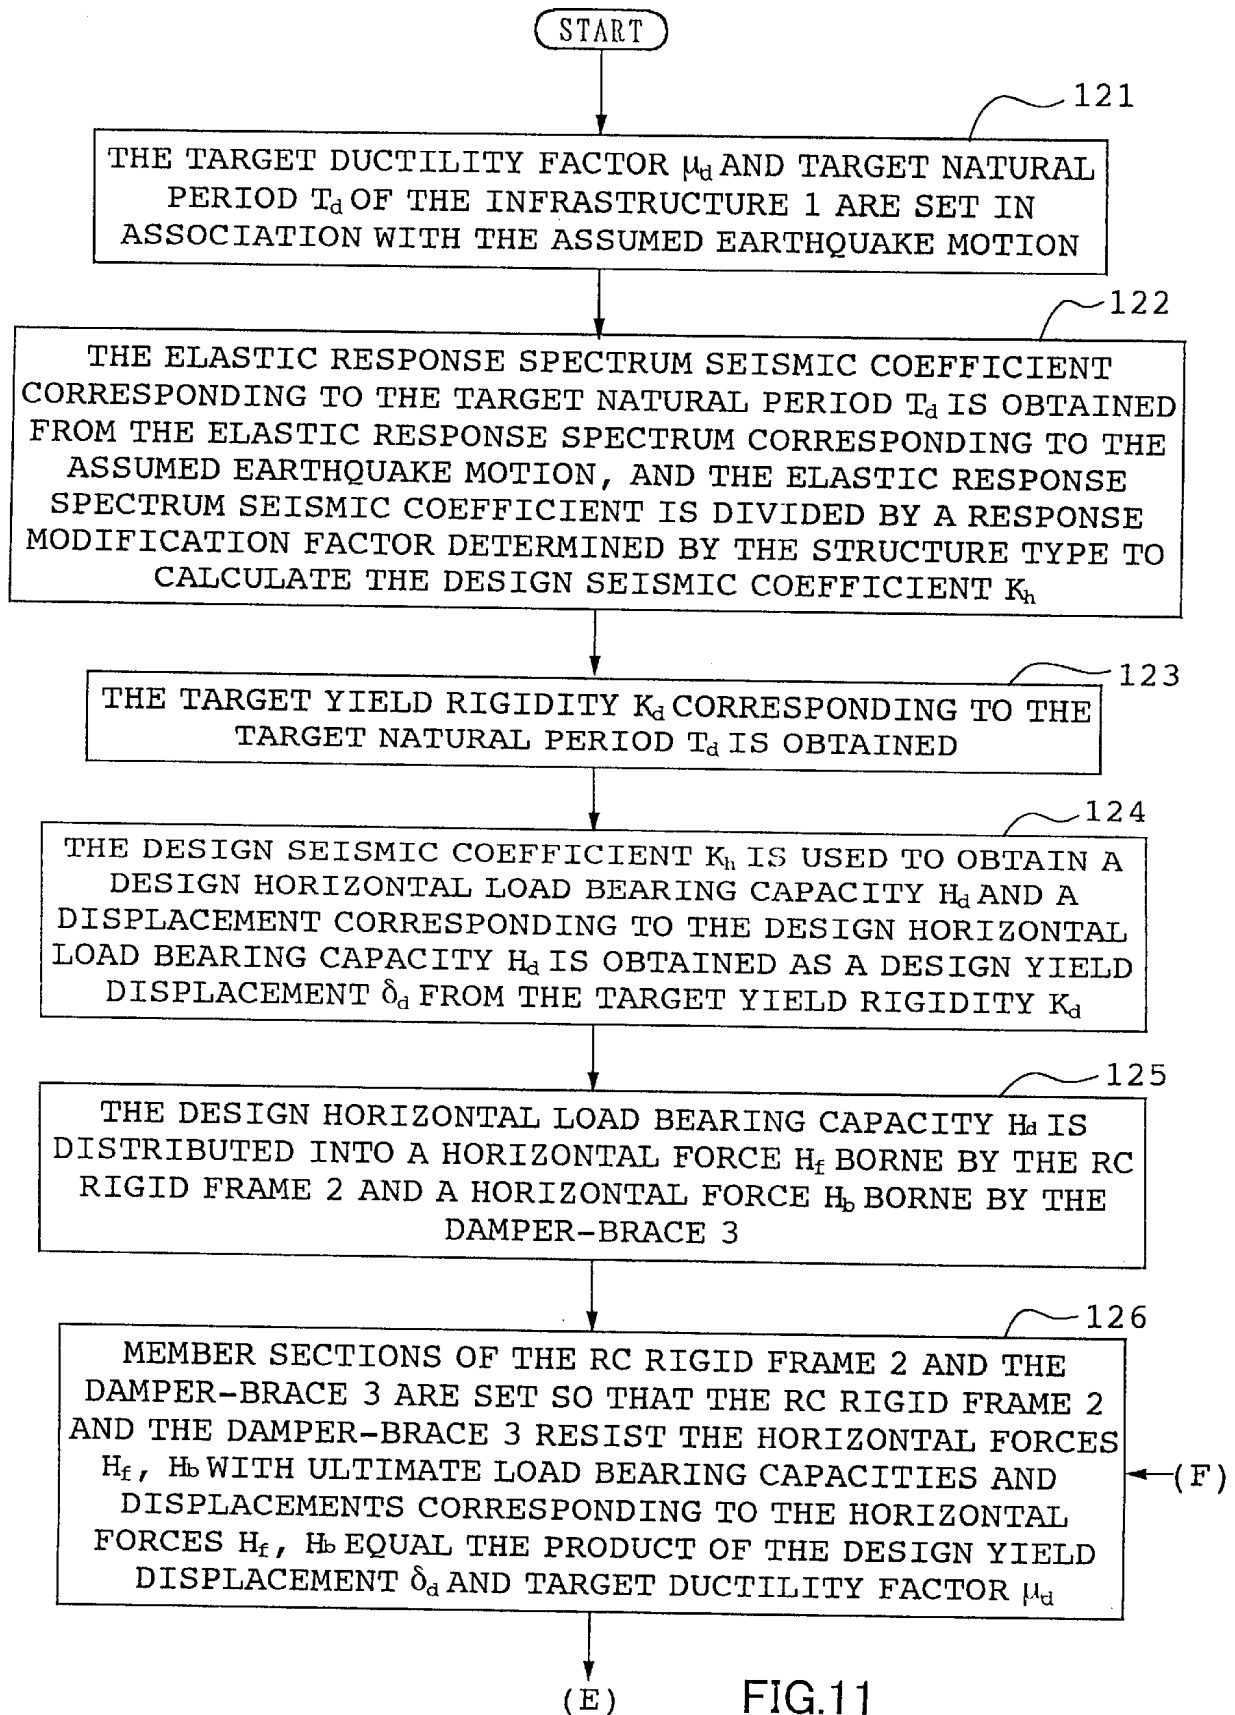 START
121
THE TARGET DUCTILITY FACTOR μd AND TARGET NATURAL
PERIOD Td OF THE INFRASTRUCTURE 1 ARE SET IN
ASSOCIATION WITH THE ASSUMED EARTHQUAKE MOTION
122
THE ELASTIC RESPONSE SPECTRUM SEISMIC COEFFICIENT
CORRESPONDING TO THE TARGET NATURAL PERIOD Td IS OBTAINED
FROM THE ELASTIC RESPONSE SPECTRUM CORRESPONDING TO THE
ASSUMED EARTHQUAKE MOTION, AND THE ELASTIC RESPONSE
SPECTRUM SEISMIC COEFFICIENT IS DIVIDED BY A RESPONSE
MODIFICATION FACTOR DETERMINED BY THE STRUCTURE TYPE TO
CALCULATE THE DESIGN SEISMIC COEFFICIENT Kh
123
THE TARGET YIELD RIGIDITY Kd CORRESPONDING TO THE
TARGET NATURAL PERIOD Td IS OBTAINED
124
THE DESIGN SEISMIC COEFFICIENT Kh IS USED TO OBTAIN A
DESIGN HORIZONTAL LOAD BEARING CAPACITY Hd AND A
DISPLACEMENT CORRESPONDING TO THE DESIGN HORIZONTAL
LOAD BEARING CAPACITY Hd IS OBTAINED AS A DESIGN YIELD
DISPLACEMENT δd FROM THE TARGET YIELD RIGIDITY Kd
125
THE DESIGN HORIZONTAL LOAD BEARING CAPACITY Hd IS
DISTRIBUTED INTO A HORIZONTAL FORCE Hf BORNE BY THE RC
RIGID FRAME 2 AND A HORIZONTAL FORCE Hb BORNE BY THE
DAMPER-BRACE 3
126
MEMBER SECTIONS OF THE RC RIGID FRAME 2 AND THE
DAMPER-BRACE 3 ARE SET SO THAT THE RC RIGID FRAME 2
AND THE DAMPER-BRACE 3 RESIST THE HORIZONTAL FORCES
Hf, Hb WITH ULTIMATE LOAD BEARING CAPACITIES AND
DISPLACEMENTS CORRESPONDING TO THE HORIZONTAL
FORCES Hf, Hb EQUAL THE PRODUCT OF THE DESIGN YIELD
DISPLACEMENT δd AND TARGET DUCTILITY FACTOR μd
(F)
(E)
FIG.11